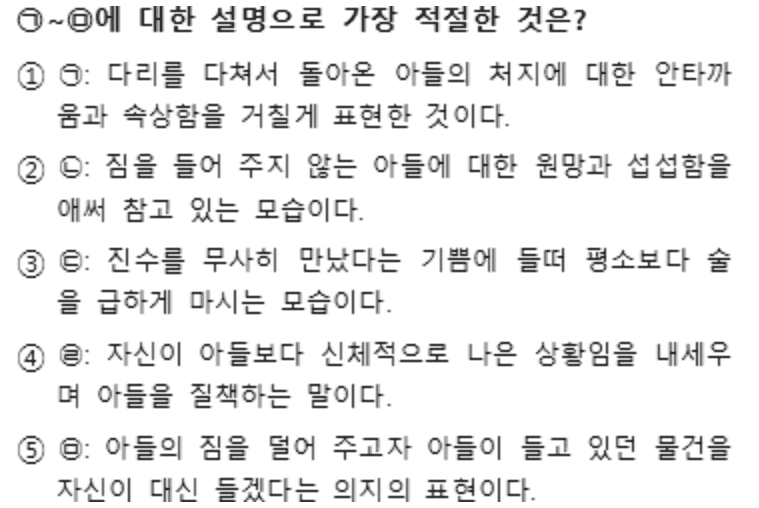 ㉠~㉤에 대한 설명으로 가장 적절한 것은?
① ㉠: 다리를 다쳐서 돌아온 아들의 처지에 대한 안타까
움과 속상함을 거칠게 표현한 것이다.
② ㉡: 짐을 들어 주지 않는 아들에 대한 원망과 섭섭함을
애써 참고 있는 모습이다.
③ ㉢: 진수를 무사히 만났다는 기쁨에 들떠 평소보다 술
을 급하게 마시는 모습이다.
④ ㉣: 자신이 아들보다 신체적으로 나은 상황임을 내세우
며 아들을 질책하는 말이다.
⑤ ㉤: 아들의 짐을 덜어 주고자 아들이 들고 있던 물건을
자신이 대신 들겠다는 의지의 표현이다.